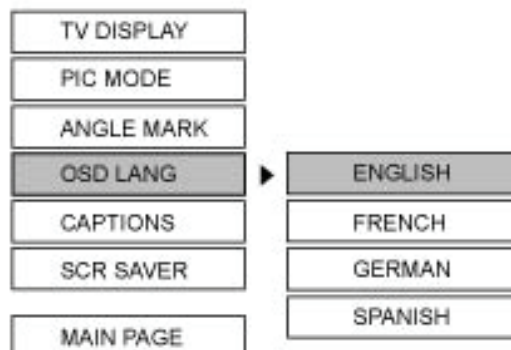 TV DISPLAY
PIC MODE
ANGLE MARK
OSD LANG
CAPTIONS
SCR SAVER
MAIN PAGE
ENGLISH
FRENCH
GERMAN
SPANISH